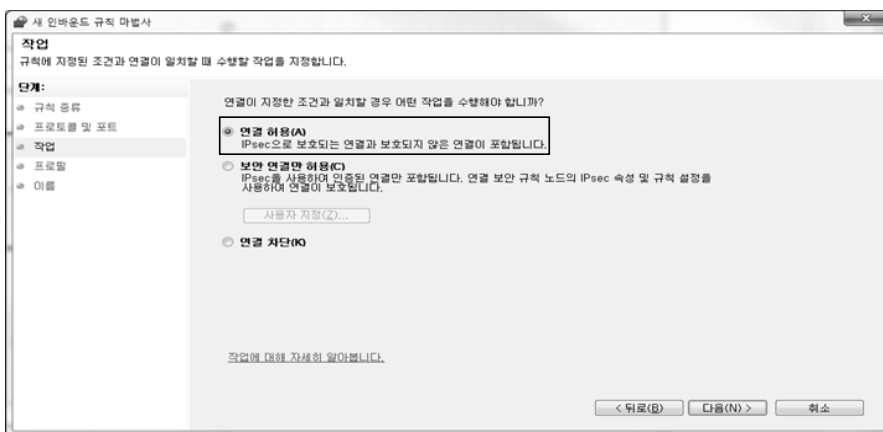 새 인바운드 규칙 마법사
작업
규칙에 지정된 조건과 연결이 일치할 때 수행할 작업을 지정합니다.
단계:
규칙 종류
프로토콜 및 포트
작업
프로필
이름
연결이 지정한 조건과 일치할 경우 어떤 작업을 수행해야 합니까?
연결 허용(A)
IPsec으로 보호되는 연결과 보호되지 않은 연결이 포함됩니다.
보안 연결만 허용(C)
IPsec을 사용하여 인증된 연결만 포함됩니다. 연결 보안 규칙 노드의 IPsec 속성 및 규칙 설정을
사용하여 연결이 보호됩니다.
사용자 지정(Z)...
연결 차단(K)
작업에 대해 자세히 알아봅니다.
< 뒤로(B)
다음(N) >
취소